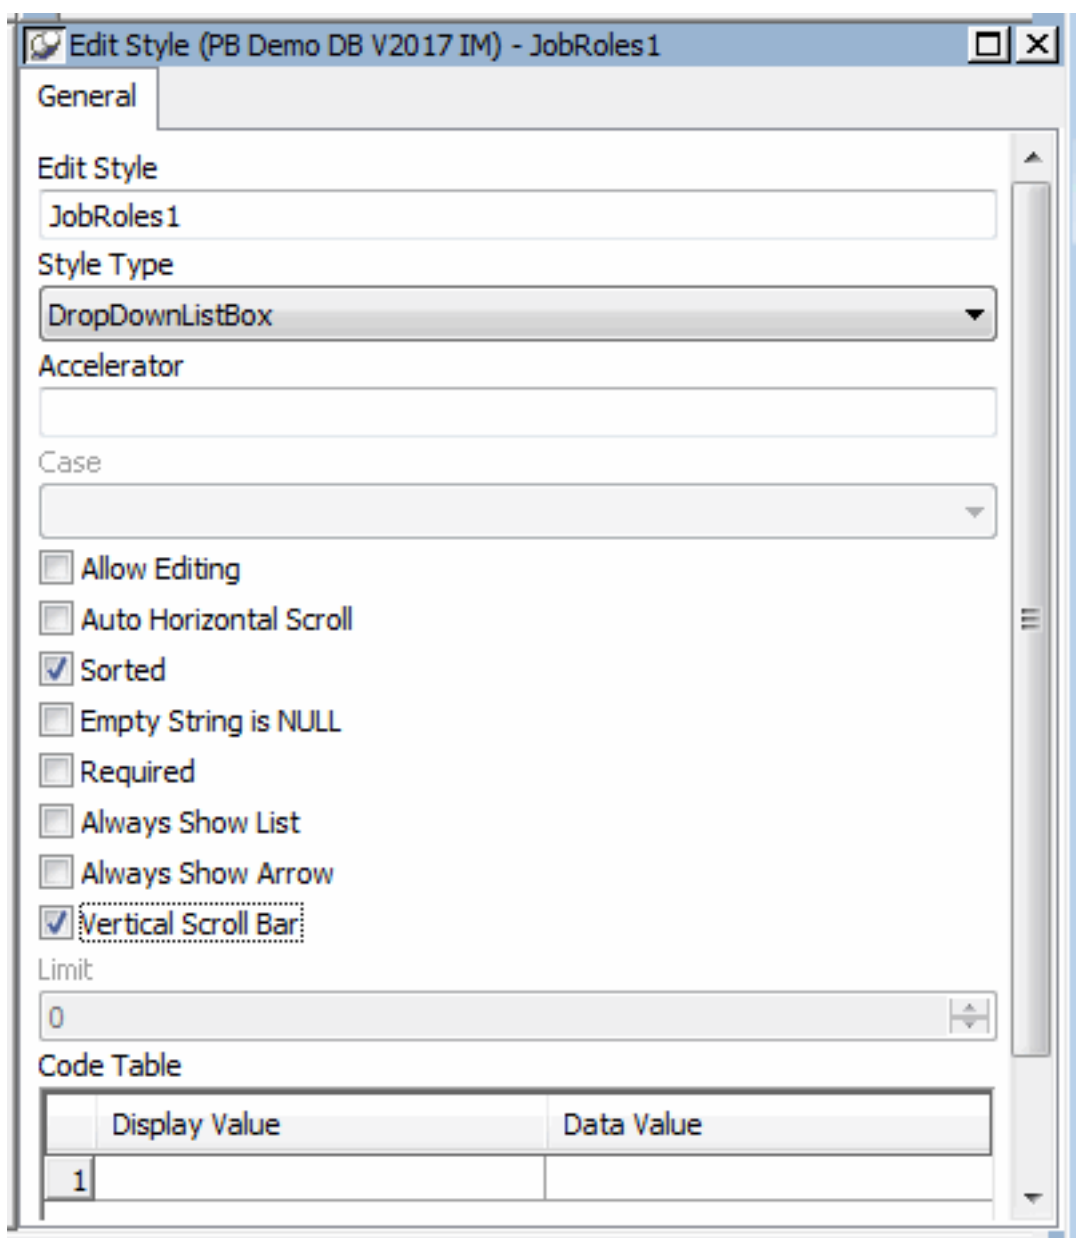 Edit Style (PB Demo DB V2017 IM) - JobRoles1
General
Edit Style
JobRoles1
Style Type
DropDownListBox
Accelerator
Case
Allow Editing
Auto Horizontal Scroll
Sorted
Empty String is NULL
Required
Always Show List
Always Show Arrow
Vertical Scroll Bar
Limit
0
Code Table
Display Value Data Value
1